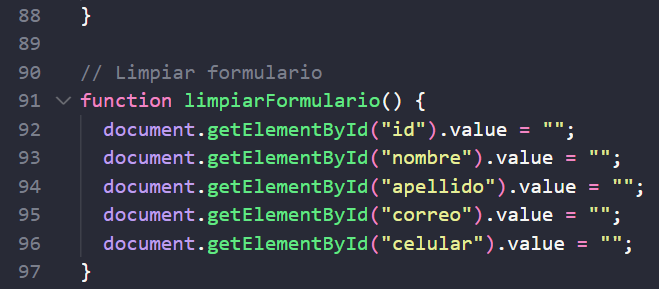 88 }
89
90 // Limpiar formulario
91 function limpiarFormulario() {
92 document.getElementById("id").value = "";
93 document.getElementById("nombre").value = "";
94 document.getElementById("apellido").value = "";
95 document.getElementById("correo").value = "";
96 document.getElementById("celular").value = "";
97 }